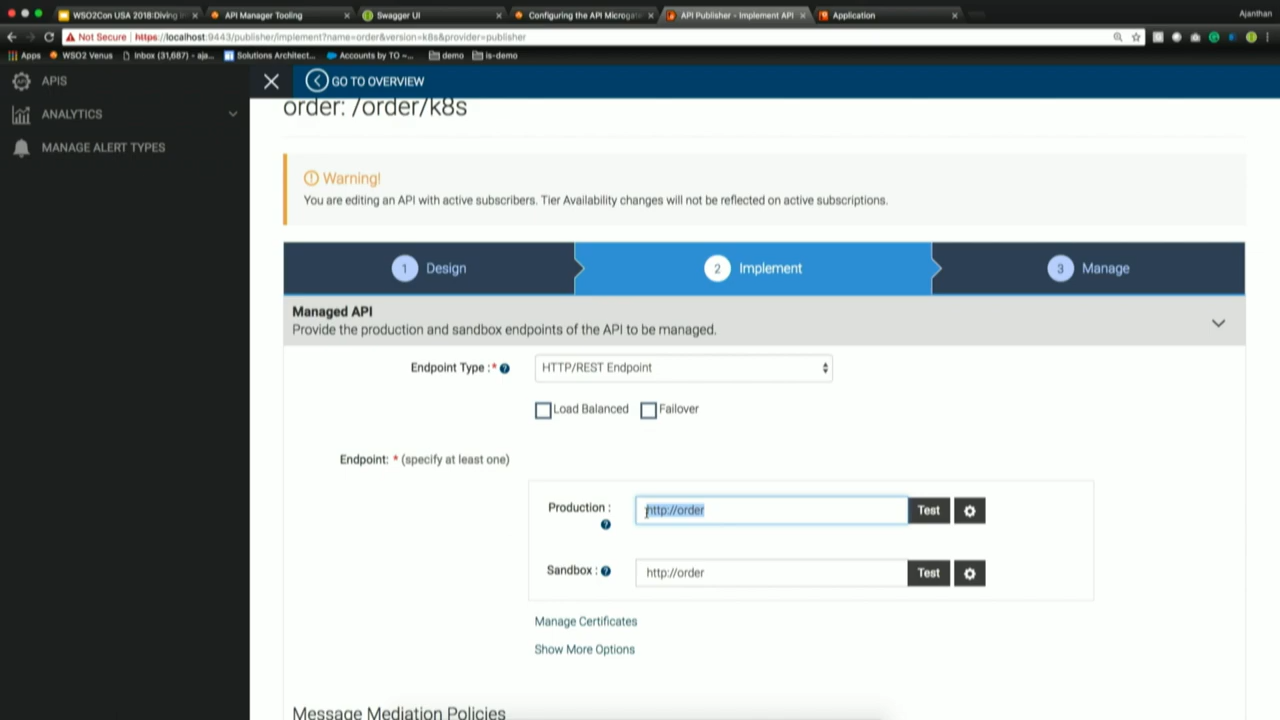 WSO2Con USA 2018:Diving
API Manager Tooling
Swagger UI
Configuring the API Microgate
API Publisher - Implement API
Application
Ajanthan
Not Secure
https://localhost:9443/publisher/implement?name=order&version=k8s&provider=publisher
Apps
WSO2 Venus
Inbox (31,687) - aja...
Solutions Architect...
Accounts by TO –...
demo
is-demo
APIS
ANALYTICS
MANAGE ALERT TYPES
GO TO OVERVIEW
order: /order/k8s
Warning!
You are editing an API with active subscribers. Tier Availability changes will not be reflected on active subscriptions.
1 Design
2 Implement
3 Manage
Managed API
Provide the production and sandbox endpoints of the API to be managed.
Endpoint Type :* HTTP/REST Endpoint
Load Balanced Failover
Endpoint: * (specify at least one)
Production : http://order Test
Sandbox : http://order Test
Manage Certificates
Show More Options
Message Mediation Policies